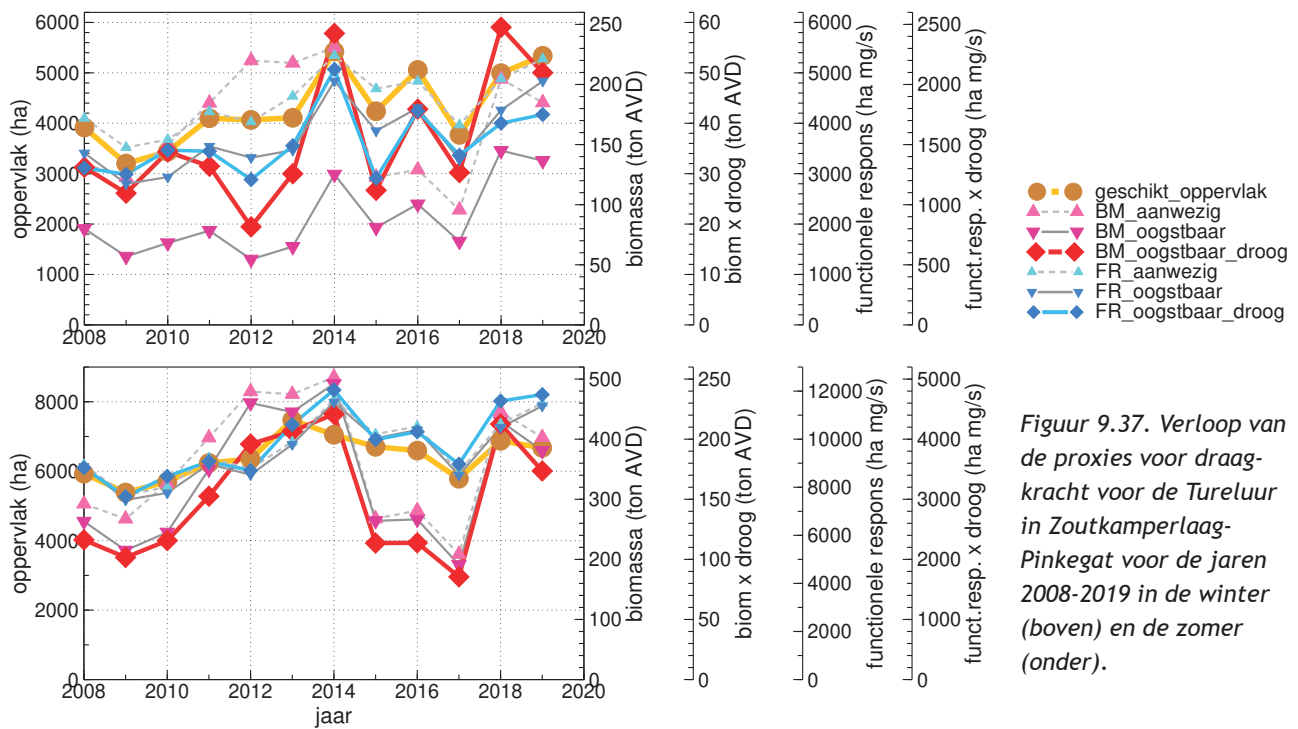 6000
5000
4000
3000
2000
1000
0
oppervlak (ha)
250
200
150
100
50
0
biomassa (ton AVD)
60
50
40
30
20
10
0
biom x droog (ton AVD)
6000
5000
4000
3000
2000
1000
0
functionele respons (ha mg/s)
2500
2000
1500
1000
500
0
funct.resp. x droog (ha mg/s)
2008 2010 2012 2014 2016 2018 2020
geschikt_oppervlak
BM_aanwezig
BM_oogstbaar
BM_oogstbaar_droog
FR_aanwezig
FR_oogstbaar
FR_oogstbaar_droog
8000
6000
4000
2000
0
oppervlak (ha)
500
400
300
200
100
0
biomassa (ton AVD)
250
200
150
100
50
0
biom x droog (ton AVD)
12000
10000
8000
6000
4000
2000
0
functionele respons (ha mg/s)
5000
4000
3000
2000
1000
0
funct.resp. x droog (ha mg/s)
2008 2010 2012 2014 2016 2018 2020
jaar
Figuur 9.37. Verloop van
de proxies voor draag-
kracht voor de Tureluur
in Zoutkamperlaag-
Pinkegat voor de jaren
2008-2019 in de winter
(boven) en de zomer
(onder).